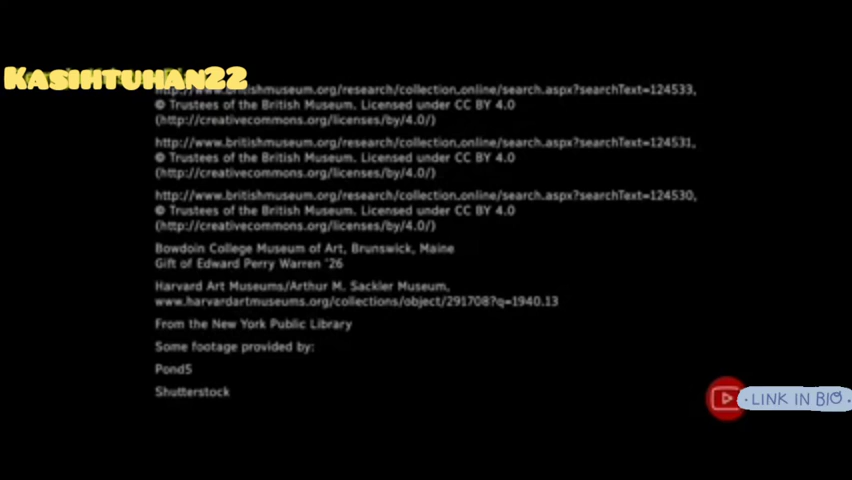 Kasihtuhan22
http://www.britishmuseum.org/research/collection_online/search.aspx?searchText=124533,
© Trustees of the British Museum. Licensed under CC BY 4.0
(http://creativecommons.org/licenses/by/4.0/)
http://www.britishmuseum.org/research/collection_online/search.aspx?searchText=124531,
© Trustees of the British Museum. Licensed under CC BY 4.0
(http://creativecommons.org/licenses/by/4.0/)
http://www.britishmuseum.org/research/collection_online/search.aspx?searchText=124530,
© Trustees of the British Museum. Licensed under CC BY 4.0
(http://creativecommons.org/licenses/by/4.0/)
Bowdoin College Museum of Art, Brunswick, Maine
Gift of Edward Perry Warren '26
Harvard Art Museums/Arthur M. Sackler Museum,
www.harvardartmuseums.org/collections/object/291708?q=1940.13
From the New York Public Library
Some footage provided by:
Pond5
Shutterstock
LINK IN BIO